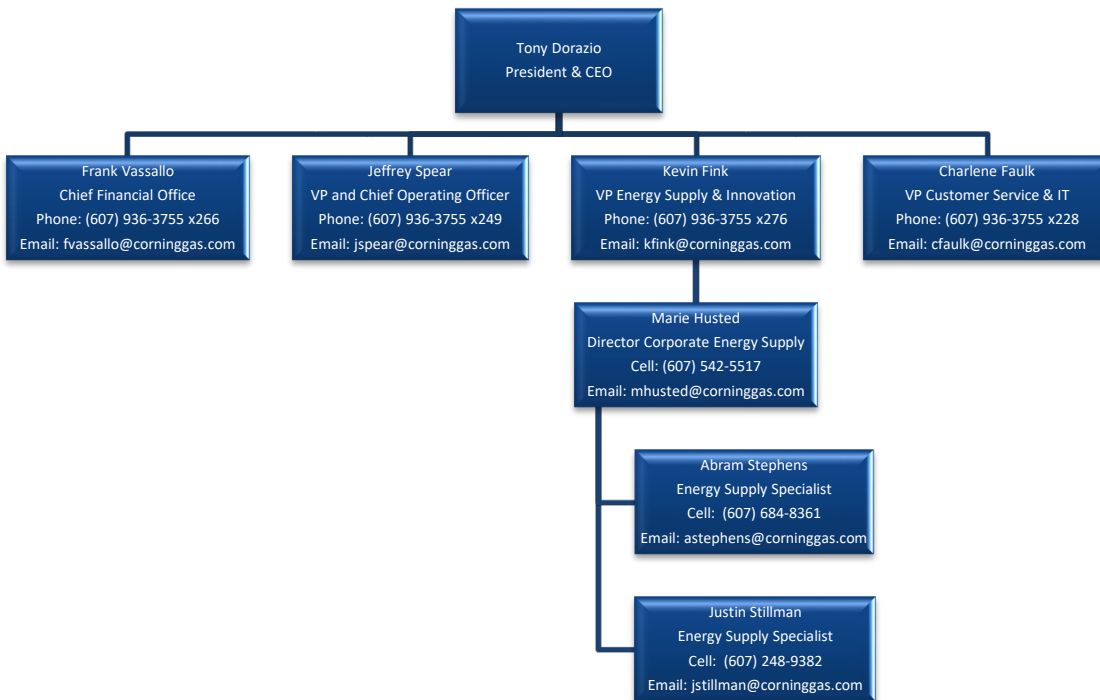 Tony Dorazio
President & CEO
Frank Vassallo
Chief Financial Office
Phone: (607) 936-3755 x266
Email: fvassallo@corninggas.com
Jeffrey Spear
VP and Chief Operating Officer
Phone: (607) 936-3755 x249
Email: jspear@corninggas.com
Kevin Fink
VP Energy Supply & Innovation
Phone: (607) 936-3755 x276
Email: kfink@corninggas.com
Charlene Faulk
VP Customer Service & IT
Phone: (607) 936-3755 x228
Email: cfaulk@corninggas.com
Marie Husted
Director Corporate Energy Supply
Cell: (607) 542-5517
Email: mhusted@corninggas.com
Abram Stephens
Energy Supply Specialist
Cell:  (607) 684-8361
Email: astephens@corninggas.com
Justin Stillman
Energy Supply Specialist
Cell:  (607) 248-9382
Email: jstillman@corninggas.com